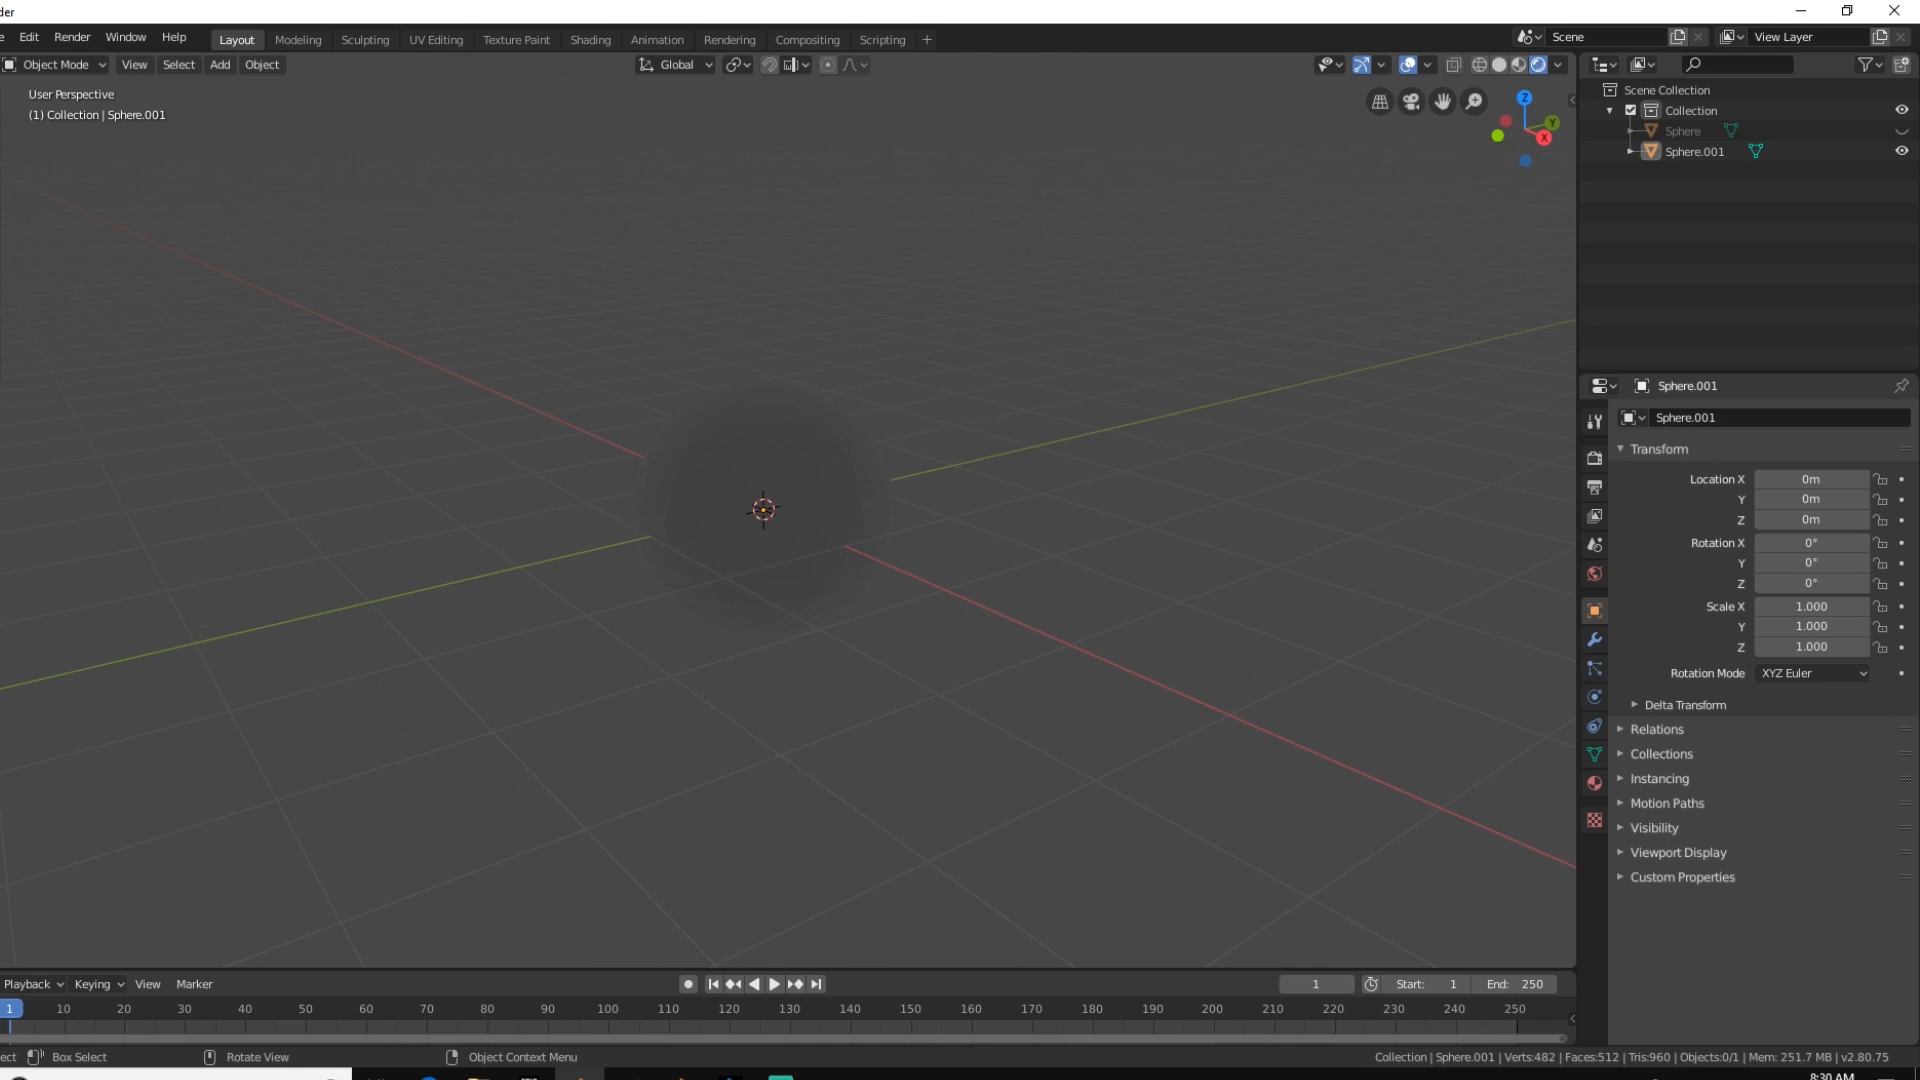 der
e Edit Render Window Help Layout Modeling Sculpting UV Editing Texture Paint Shading Animation Rendering Compositing Scripting + Scene View Layer
Object Mode View Select Add Object Global
User Perspective
(1) Collection | Sphere.001
Z
Y
X
Scene Collection
Collection
Sphere
Sphere.001
Sphere.001
Sphere.001
Transform
Location X 0m
Y 0m
Z 0m
Rotation X 0°
Y 0°
Z 0°
Scale X 1.000
Y 1.000
Z 1.000
Rotation Mode XYZ Euler
Delta Transform
Relations
Collections
Instancing
Motion Paths
Visibility
Viewport Display
Custom Properties
Playback Keying View Marker 1 Start: 1 End: 250
1 10 20 30 40 50 60 70 80 90 100 110 120 130 140 150 160 170 180 190 200 210 220 230 240 250
ect Box Select Rotate View Object Context Menu Collection | Sphere.001 | Verts:482 | Faces:512 | Tris:960 | Objects:0/1 | Mem: 251.7 MB | v2.80.75
8:30 AM